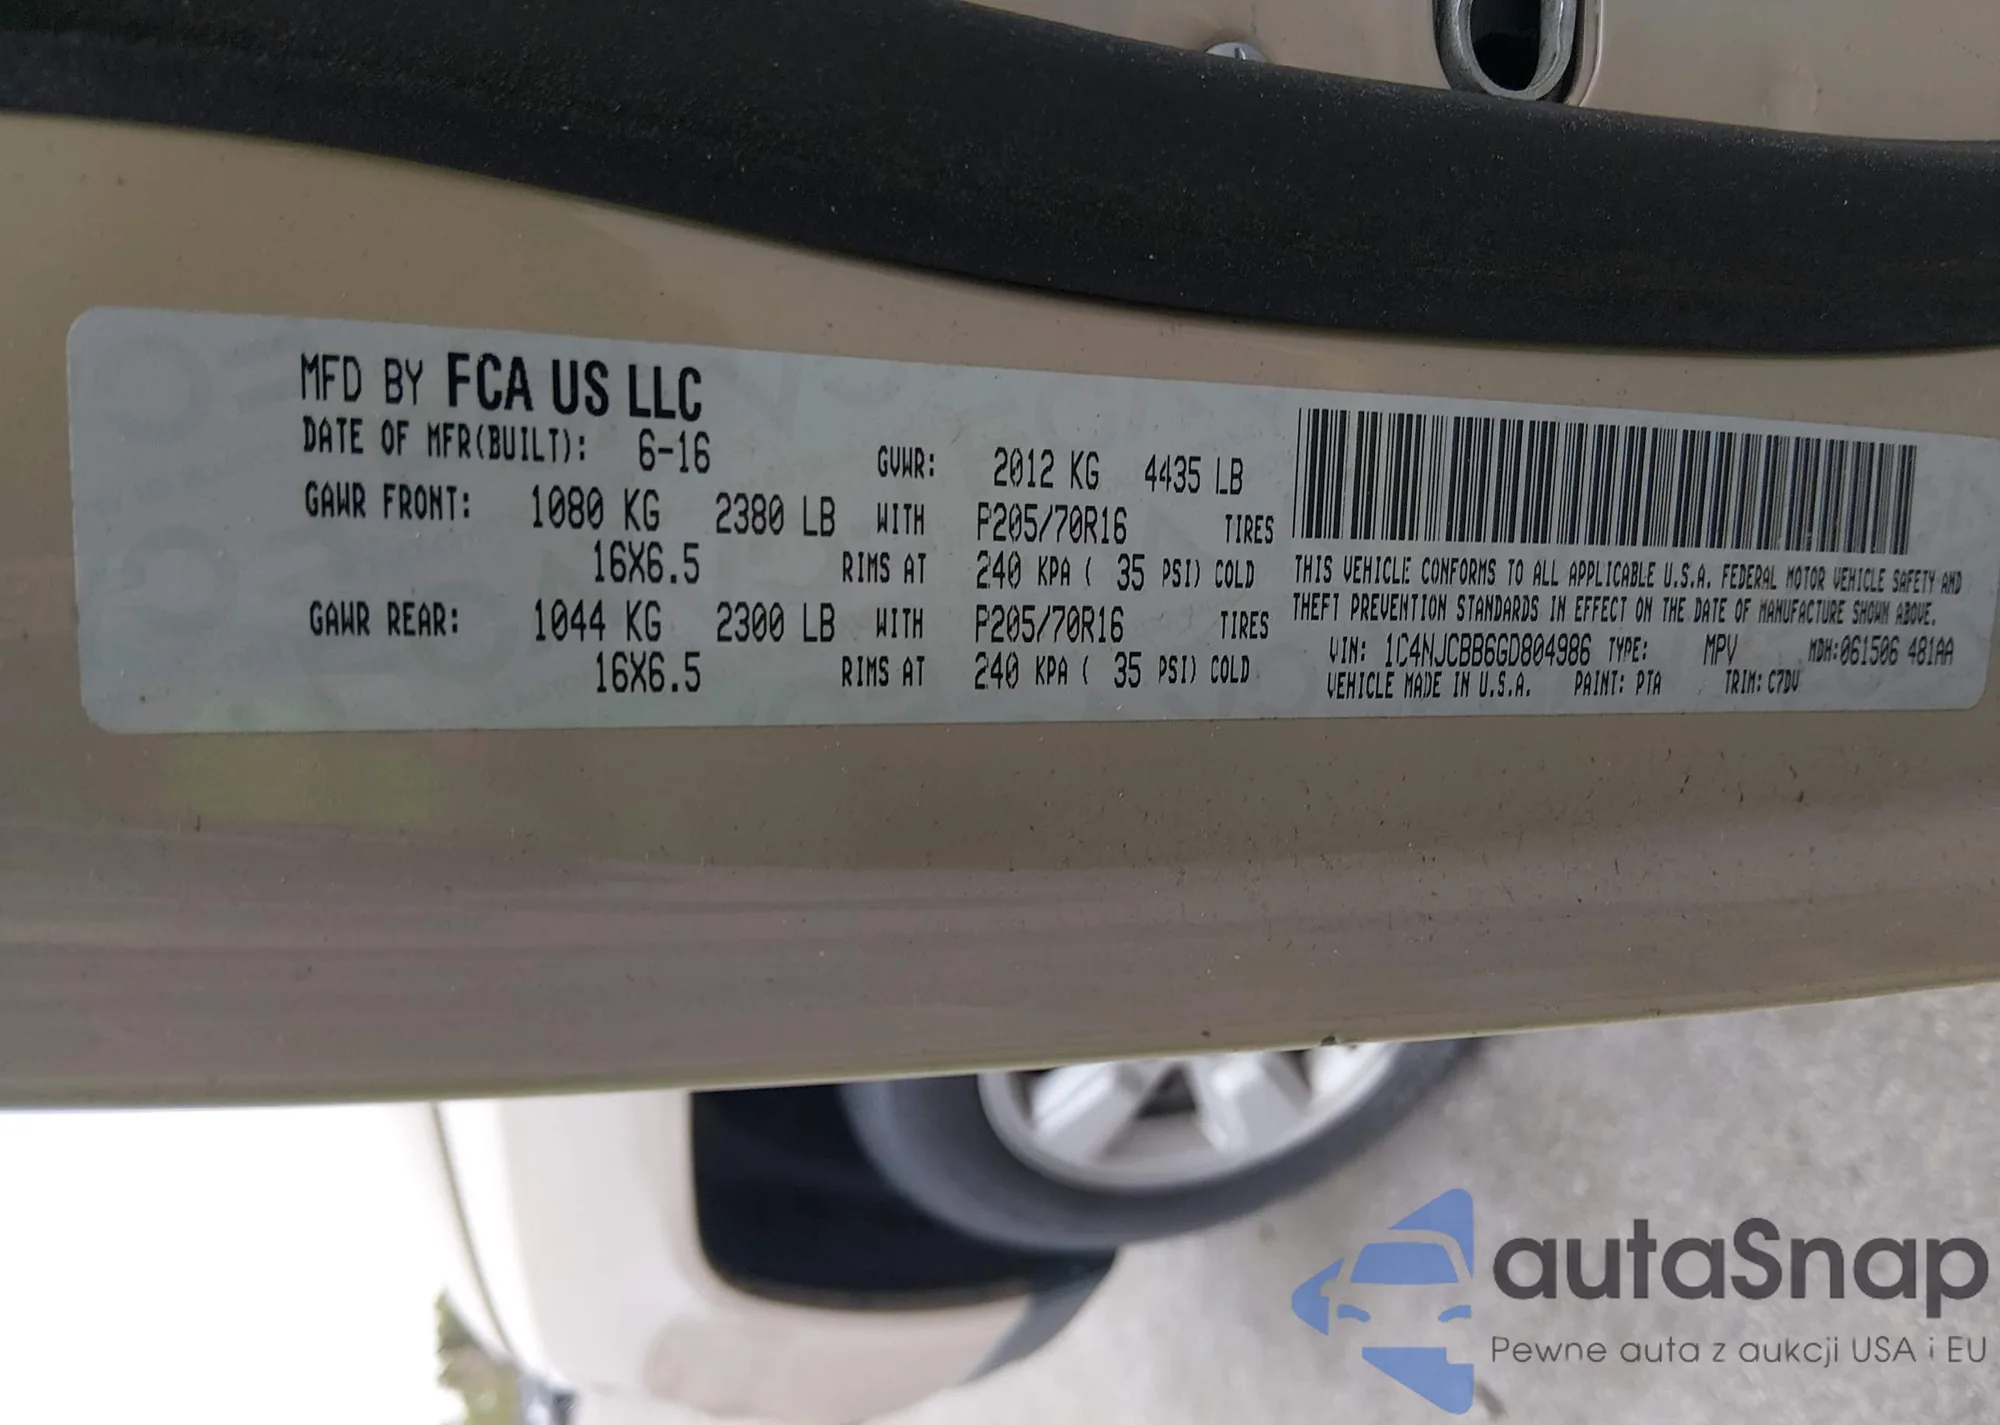 MFD BY FCA US LLC
DATE OF MFR(BUILT): 6-16 GVWR: 2012 KG 4435 LB
GAWR FRONT: 1080 KG 2380 LB WITH P205/70R16 TIRES
16X6.5 RIMS AT 240 KPA ( 35 PSI) COLD
GAWR REAR: 1044 KG 2300 LB WITH P205/70R16 TIRES
16X6.5 RIMS AT 240 KPA ( 35 PSI) COLD
THIS VEHICLE CONFORMS TO ALL APPLICABLE U.S.A. FEDERAL MOTOR VEHICLE SAFETY AND
THEFT PREVENTION STANDARDS IN EFFECT ON THE DATE OF MANUFACTURE SHOWN ABOVE.
VIN: 1C4NJCBB6GD804986 TYPE: MPV MDH:061506 481AA
VEHICLE MADE IN U.S.A. PAINT: PTA TRIM: C7DV
autaSnap
Pewne auta z aukcji USA i EU